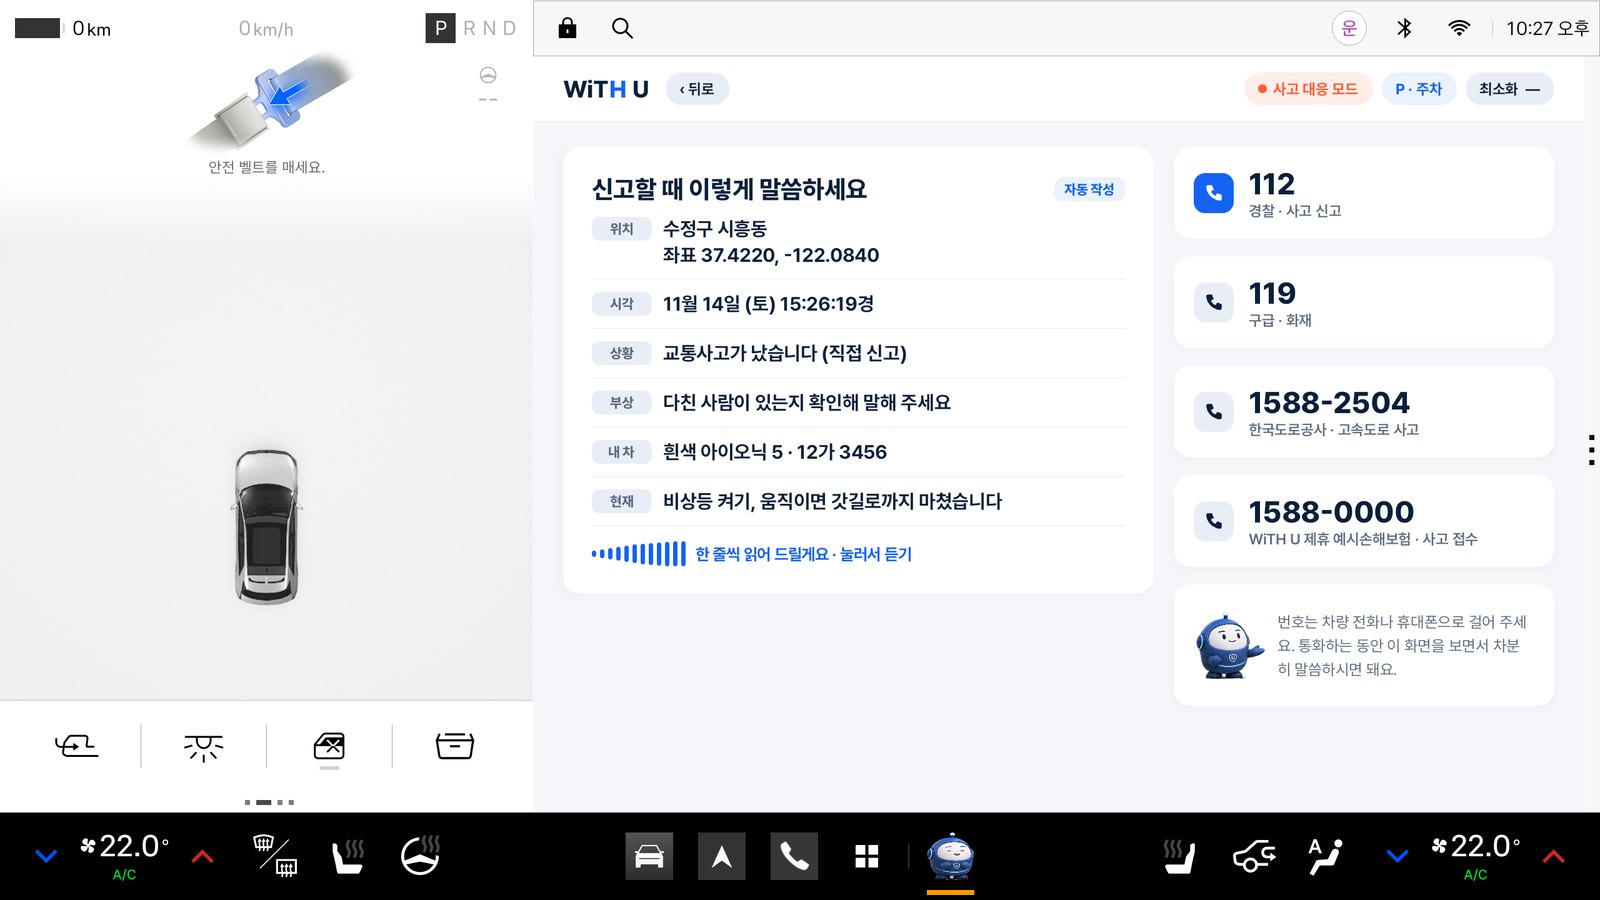 0 km
0 km/h
P R N D
운
10:27 오후
안전 벨트를 매세요.
--
WiTH U
‹ 뒤로
사고 대응 모드
P · 주차
최소화 —
신고할 때 이렇게 말씀하세요
자동 작성
위치
수정구 시흥동
좌표 37.4220, -122.0840
시각
11월 14일 (토) 15:26:19경
상황
교통사고가 났습니다 (직접 신고)
부상
다친 사람이 있는지 확인해 말해 주세요
내 차
흰색 아이오닉 5 · 12가 3456
현재
비상등 켜기, 움직이면 갓길로까지 마쳤습니다
한 줄씩 읽어 드릴게요 · 눌러서 듣기
112
경찰 · 사고 신고
119
구급 · 화재
1588-2504
한국도로공사 · 고속도로 사고
1588-0000
WiTH U 제휴 예시손해보험 · 사고 접수
번호는 차량 전화나 휴대폰으로 걸어 주세
요. 통화하는 동안 이 화면을 보면서 차분
히 말씀하시면 돼요.
22.0°
A/C
A
22.0°
A/C